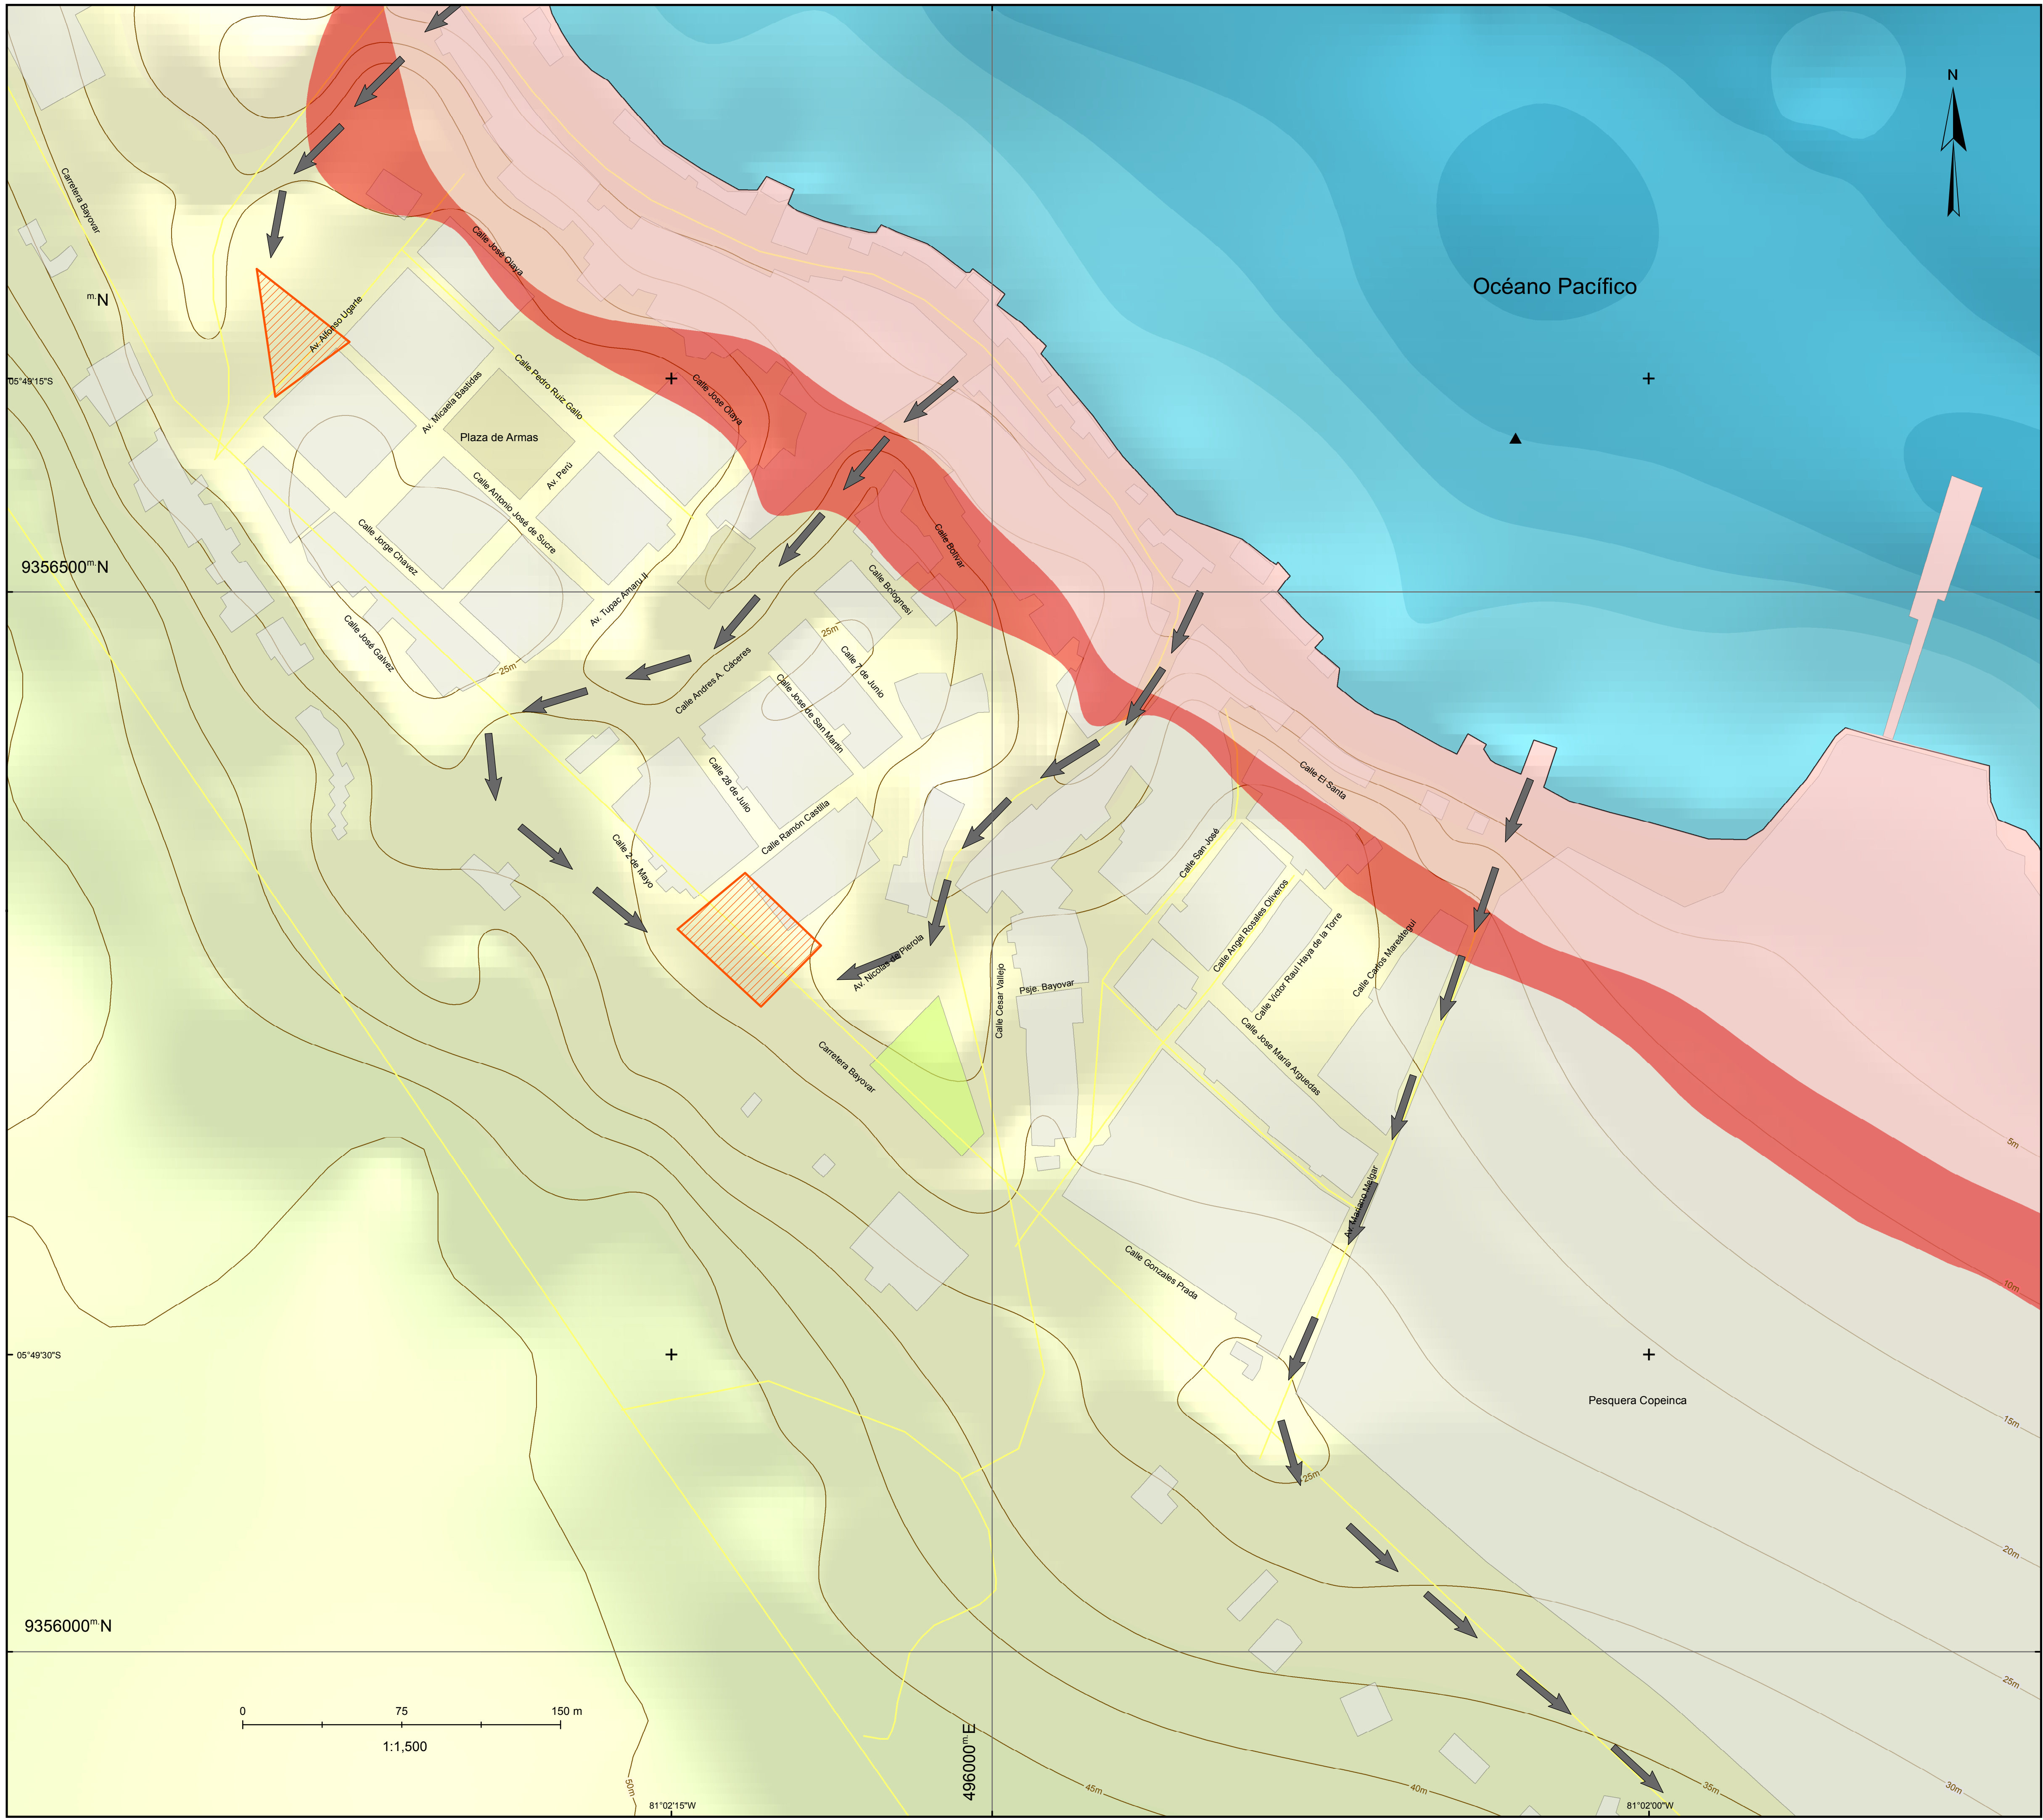 N
Océano Pacífico
Carretera Bayovar
m.N
Calle José Olaya
Av. Alfonso Ugarte
05°49'15"S
Calle Pedro Ruiz Gallo
Av. Micaela Bastidas
Calle Jose Olaya
Plaza de Armas
Av. Perú
Calle Antonio José de Sucre
Calle Jorge Chavez
Calle Bolivar
9356500m.N
Calle Bolognesi
Av. Tupac Amaru II
Calle José Galvez
25m
25m
Calle 7 de Junio
Calle Andres A. Cáceres
Calle Jose de San Martin
Calle 28 de Julio
Calle El Santa
Calle Ramón Castilla
Calle San José
Calle 2 de Mayo
Calle Angel Rosales Oliveros
Calle Victor Raul Haya de la Torre
Calle Carlos Mareátegui
Av. Nicolas de Pierola
Calle Cesar Vallejo
Psje. Bayovar
Carretera Bayovar
Calle Jose María Arguedas
5m
Av. Mariano Melgar
Calle Gonzales Prada
10m
05°49'30"S
Pesquera Copeinca
15m
25m
20m
9356000m.N
25m
0 75 150 m
1:1,500
496000m.E
50m
45m
40m
35m
30m
81°02'15"W
81°02'00"W